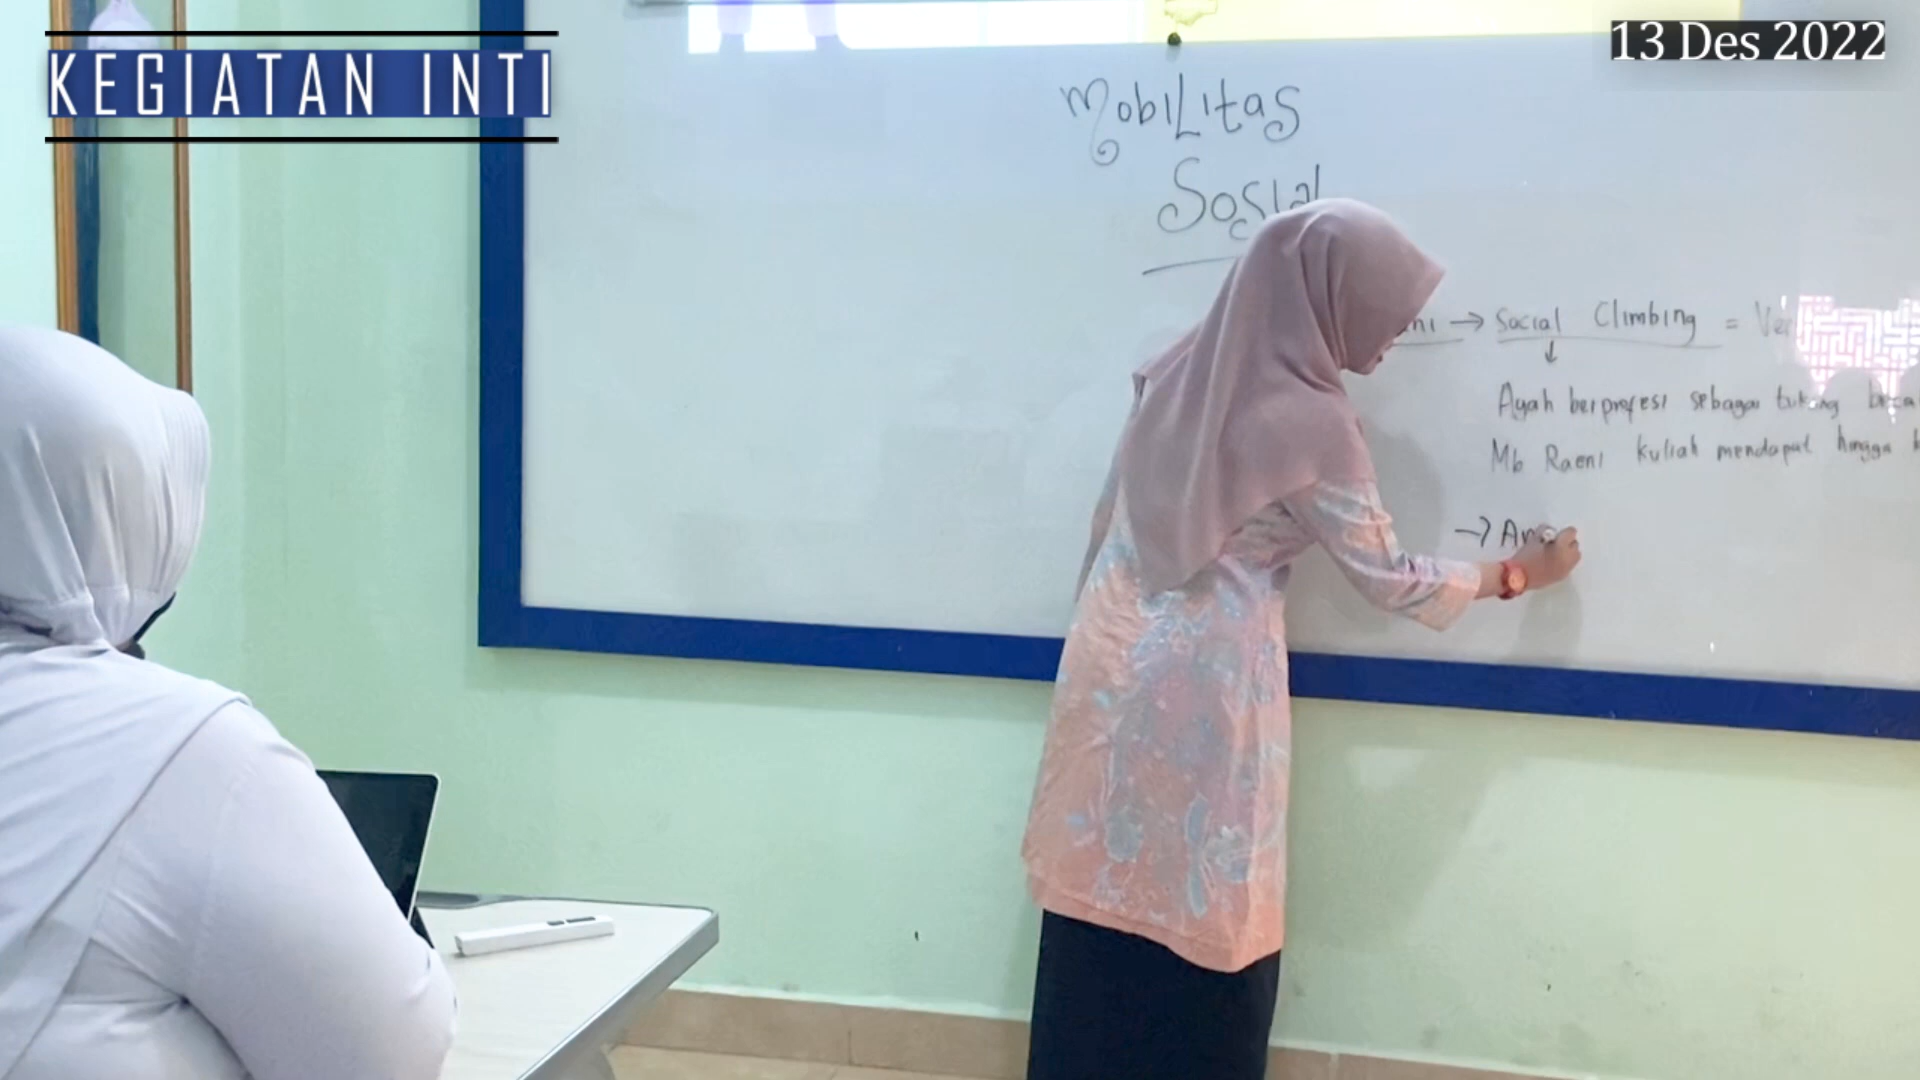 KEGIATAN INTI
13 Des 2022
MobiLitas
Sosial
→ Social Climbing =
↓
Ayah berprofesi sebagai tukang
Mb Raeni kuliah mendapat hingga
→